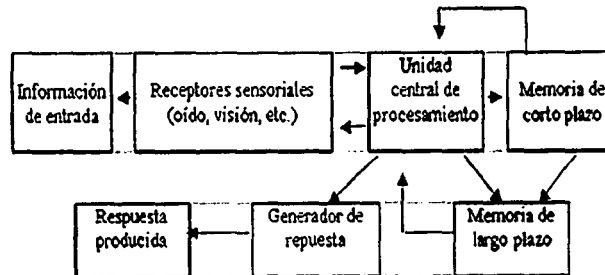 Información
de entrada
Receptores sensoriales
(oído, visión, etc.)
Unidad
central de
procesamiento
Memoria de
corto plazo
Respuesta
producida
Generador de
repuesta
Memoria de
largo plazo